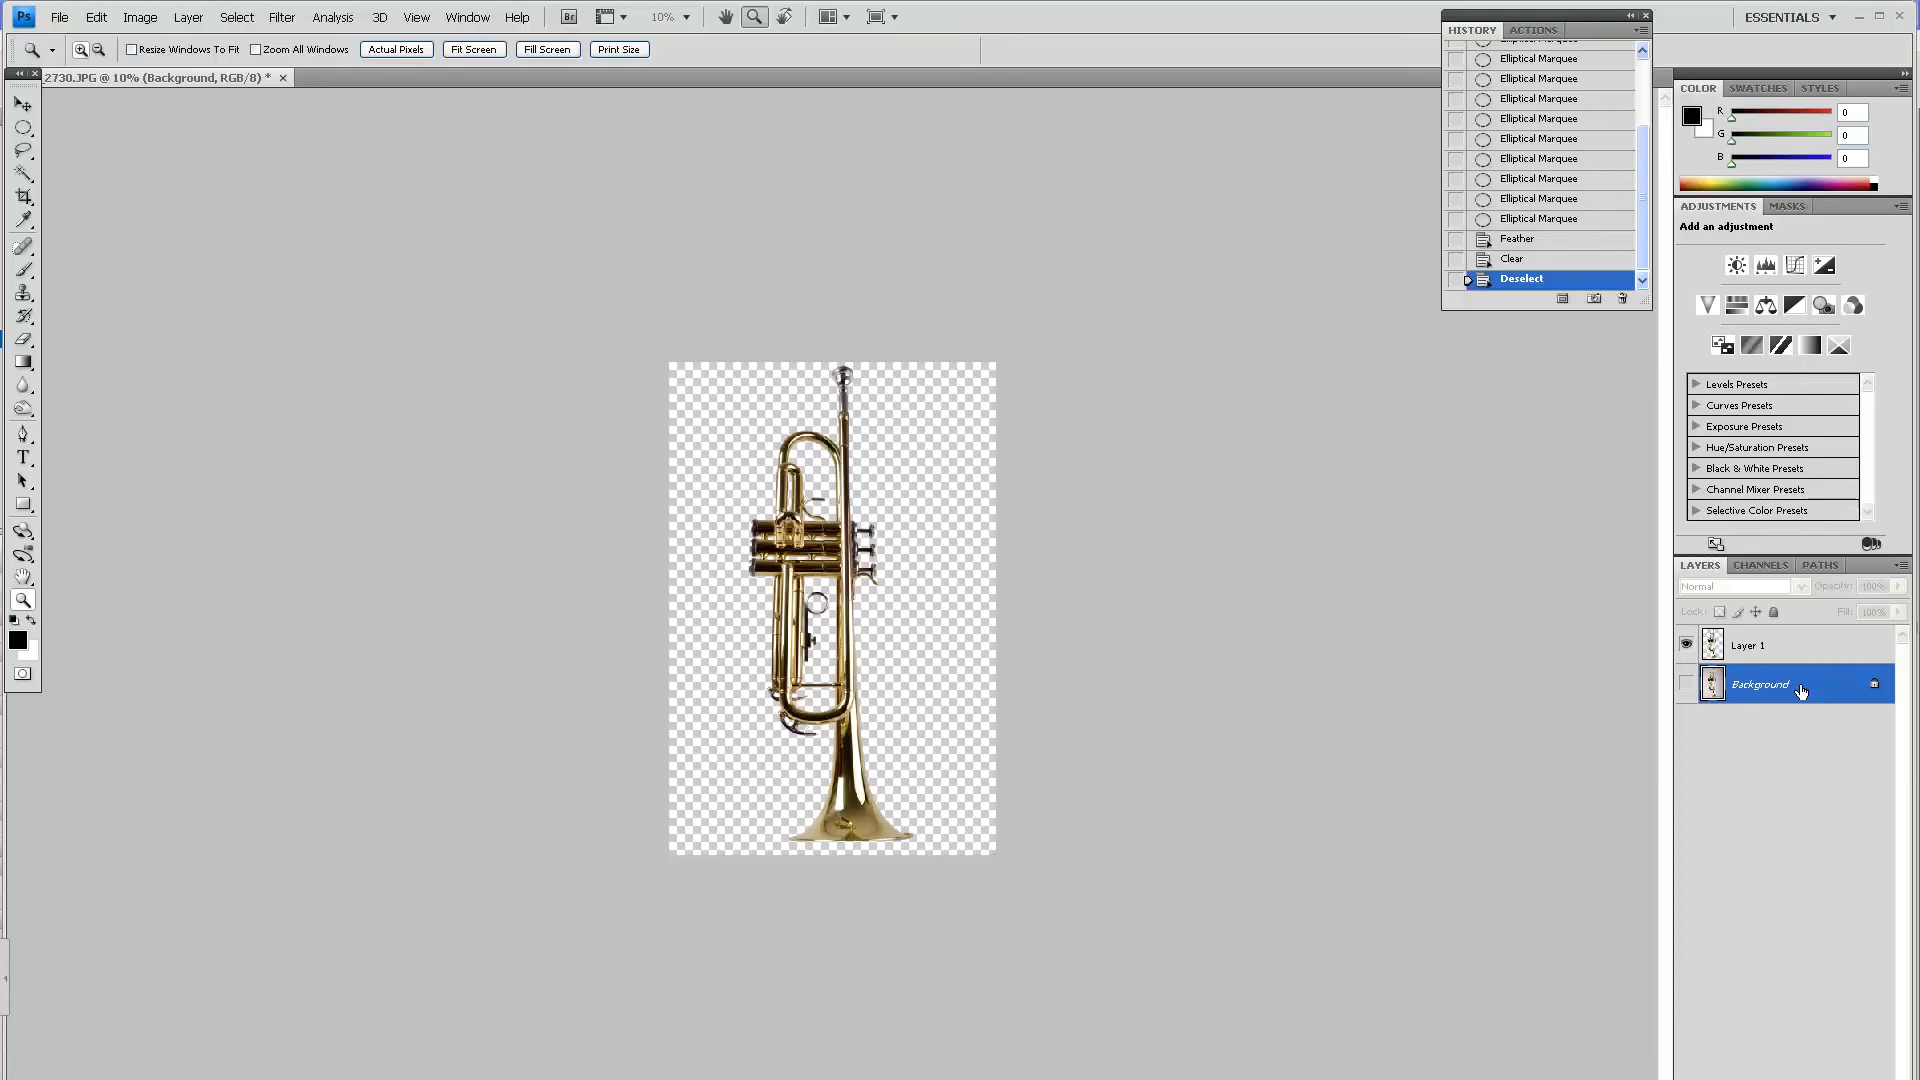 Ps File Edit Image Layer Select Filter Analysis 3D View Window Help Br 10% ESSENTIALS
Resize Windows To Fit Zoom All Windows Actual Pixels Fit Screen Fill Screen Print Size
2730.JPG @ 10% (Background, RGB/8) *
HISTORY ACTIONS
Elliptical Marquee
Elliptical Marquee
Elliptical Marquee
Elliptical Marquee
Elliptical Marquee
Elliptical Marquee
Elliptical Marquee
Elliptical Marquee
Elliptical Marquee
Elliptical Marquee
Feather
Clear
Deselect
COLOR SWATCHES STYLES
R 0
G 0
B 0
ADJUSTMENTS MASKS
Add an adjustment
Levels Presets
Curves Presets
Exposure Presets
Hue/Saturation Presets
Black & White Presets
Channel Mixer Presets
Selective Color Presets
LAYERS CHANNELS PATHS
Normal Opacity: 100%
Lock: Fill: 100%
Layer 1
Background